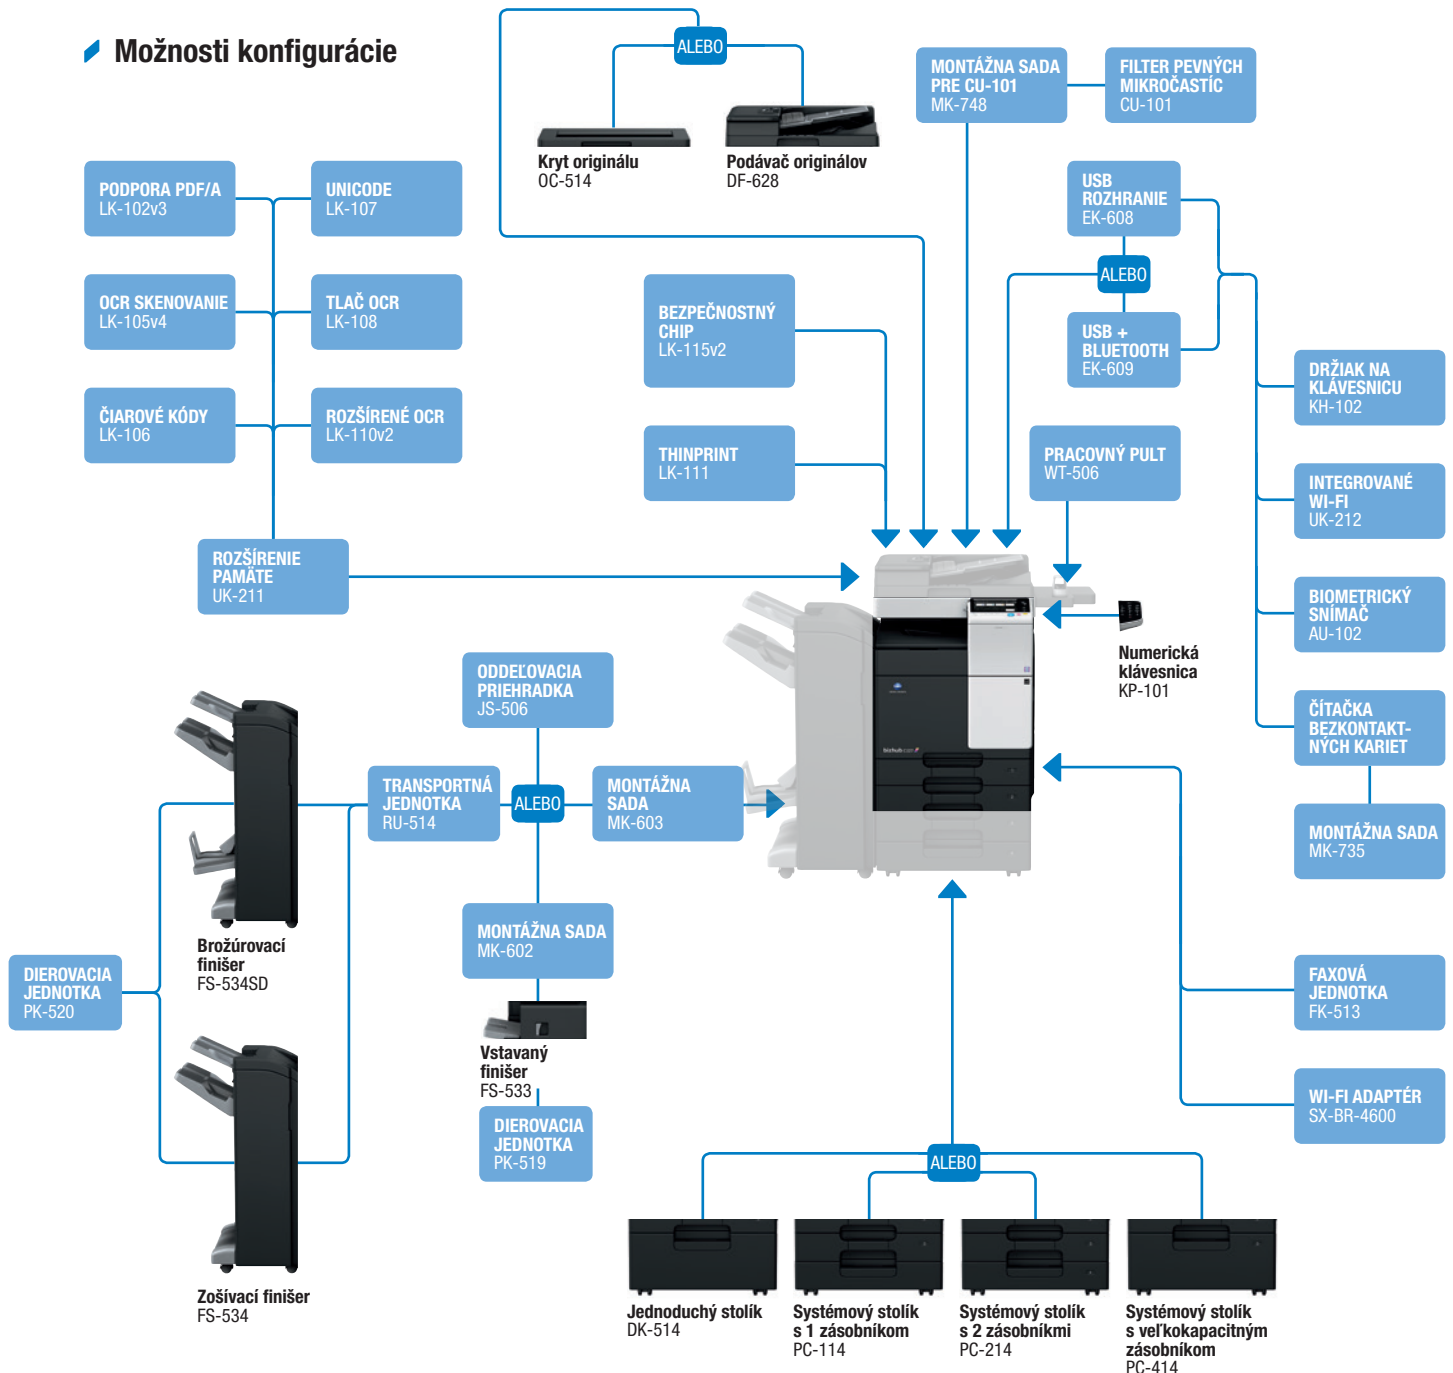 Možnosti konfigurácie
ALEBO
Kryt originálu
OC-514
Podávač originálov
DF-628
MONTÁŽNA SADA
PRE CU-101
MK-748
FILTER PEVNÝCH
MIKROČASTÍC
CU-101
PODPORA PDF/A
LK-102v3
UNICODE
LK-107
OCR SKENOVANIE
LK-105v4
TLAČ OCR
LK-108
ČIAROVÉ KÓDY
LK-106
ROZŠÍRENÉ OCR
LK-110v2
ROZŠÍRENIE
PAMÄTE
UK-211
BEZPEČNOSTNÝ
CHIP
LK-115v2
THINPRINT
LK-111
USB
ROZHRANIE
EK-608
ALEBO
USB +
BLUETOOTH
EK-609
PRACOVNÝ PULT
WT-506
DRŽIAK NA
KLÁVESNICU
KH-102
INTEGROVANÉ
WI-FI
UK-212
BIOMETRICKÝ
SNÍMAČ
AU-102
ČÍTAČKA
BEZKONTAKT-
NÝCH KARIET
MONTÁŽNA SADA
MK-735
Numerická
klávesnica
KP-101
bizhub
ODDEĽOVACIA
PRIEHRADKA
JS-506
TRANSPORTNÁ
JEDNOTKA
RU-514
ALEBO
MONTÁŽNA
SADA
MK-603
MONTÁŽNA SADA
MK-602
Vstavaný
finišer
FS-533
DIEROVACIA
JEDNOTKA
PK-519
Brožúrovací
finišer
FS-534SD
DIEROVACIA
JEDNOTKA
PK-520
Zošívací finišer
FS-534
FAXOVÁ
JEDNOTKA
FK-513
WI-FI ADAPTÉR
SX-BR-4600
ALEBO
Jednoduchý stolík
DK-514
Systémový stolík
s 1 zásobníkom
PC-114
Systémový stolík
s 2 zásobníkmi
PC-214
Systémový stolík
s veľkokapacitným
zásobníkom
PC-414